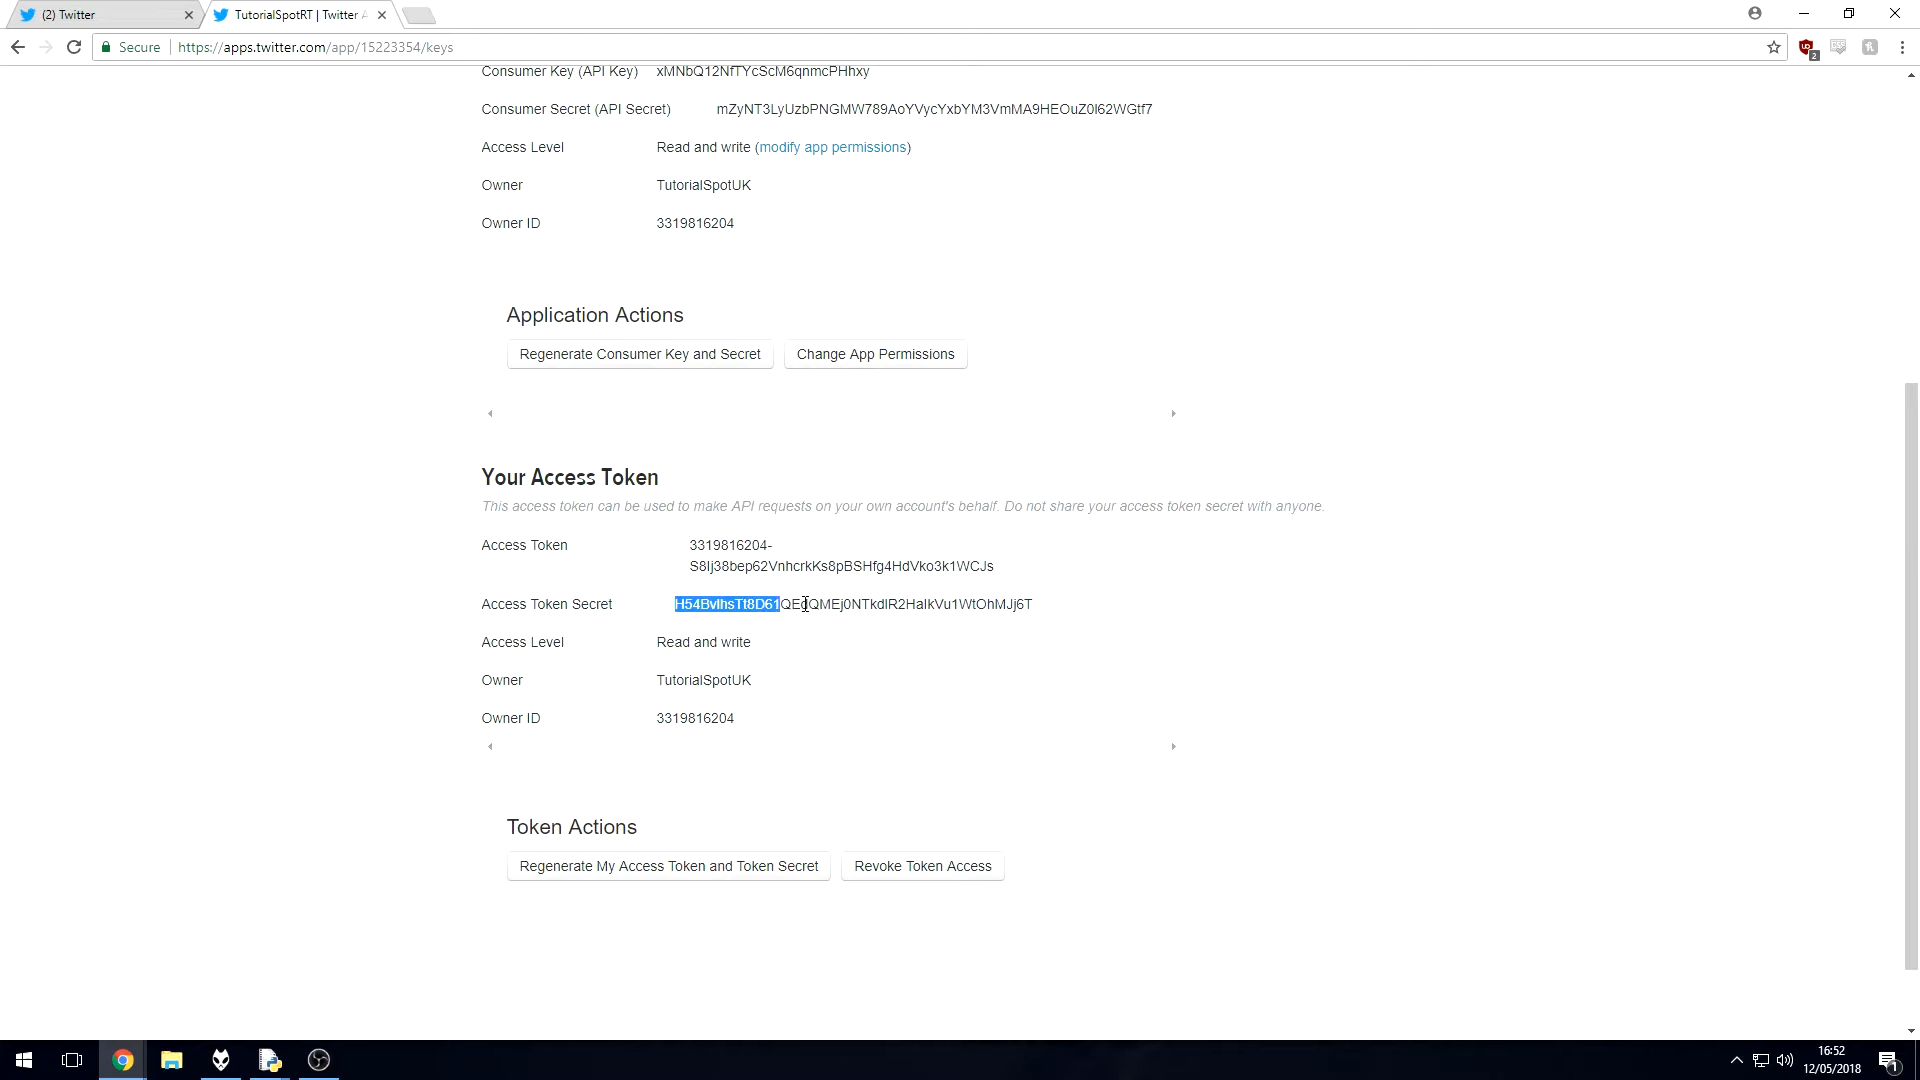 (2) Twitter
TutorialSpotRT | Twitter A
Secure
https://apps.twitter.com/app/15223354/keys
2
Consumer Key (API Key) xMNbQ12NfTYcScM6qnmcPHhxy
Consumer Secret (API Secret)
Access Level Read and write (modify app permissions)
Owner TutorialSpotUK
Owner ID 3319816204
Application Actions
Regenerate Consumer Key and Secret Change App Permissions
Your Access Token
This access token can be used to make API requests on your own account's behalf. Do not share your access token secret with anyone.
Access Token 3319816204-
Access Token Secret
Access Level Read and write
Owner TutorialSpotUK
Owner ID 3319816204
Token Actions
Regenerate My Access Token and Token Secret Revoke Token Access
16:52
12/05/2018
1